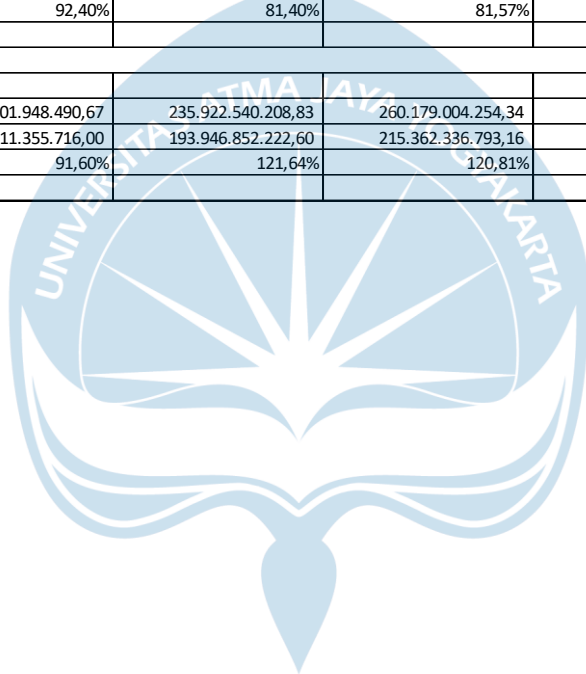 92,40% 81,40% 81,57%
01.948.490,67 235.922.540.208,83 260.179.004.254,34
11.355.716,00 193.946.852.222,60 215.362.336.793,16
91,60% 121,64% 120,81%
UNIVERSITAS ATMA JAYA YOGYAKARTA